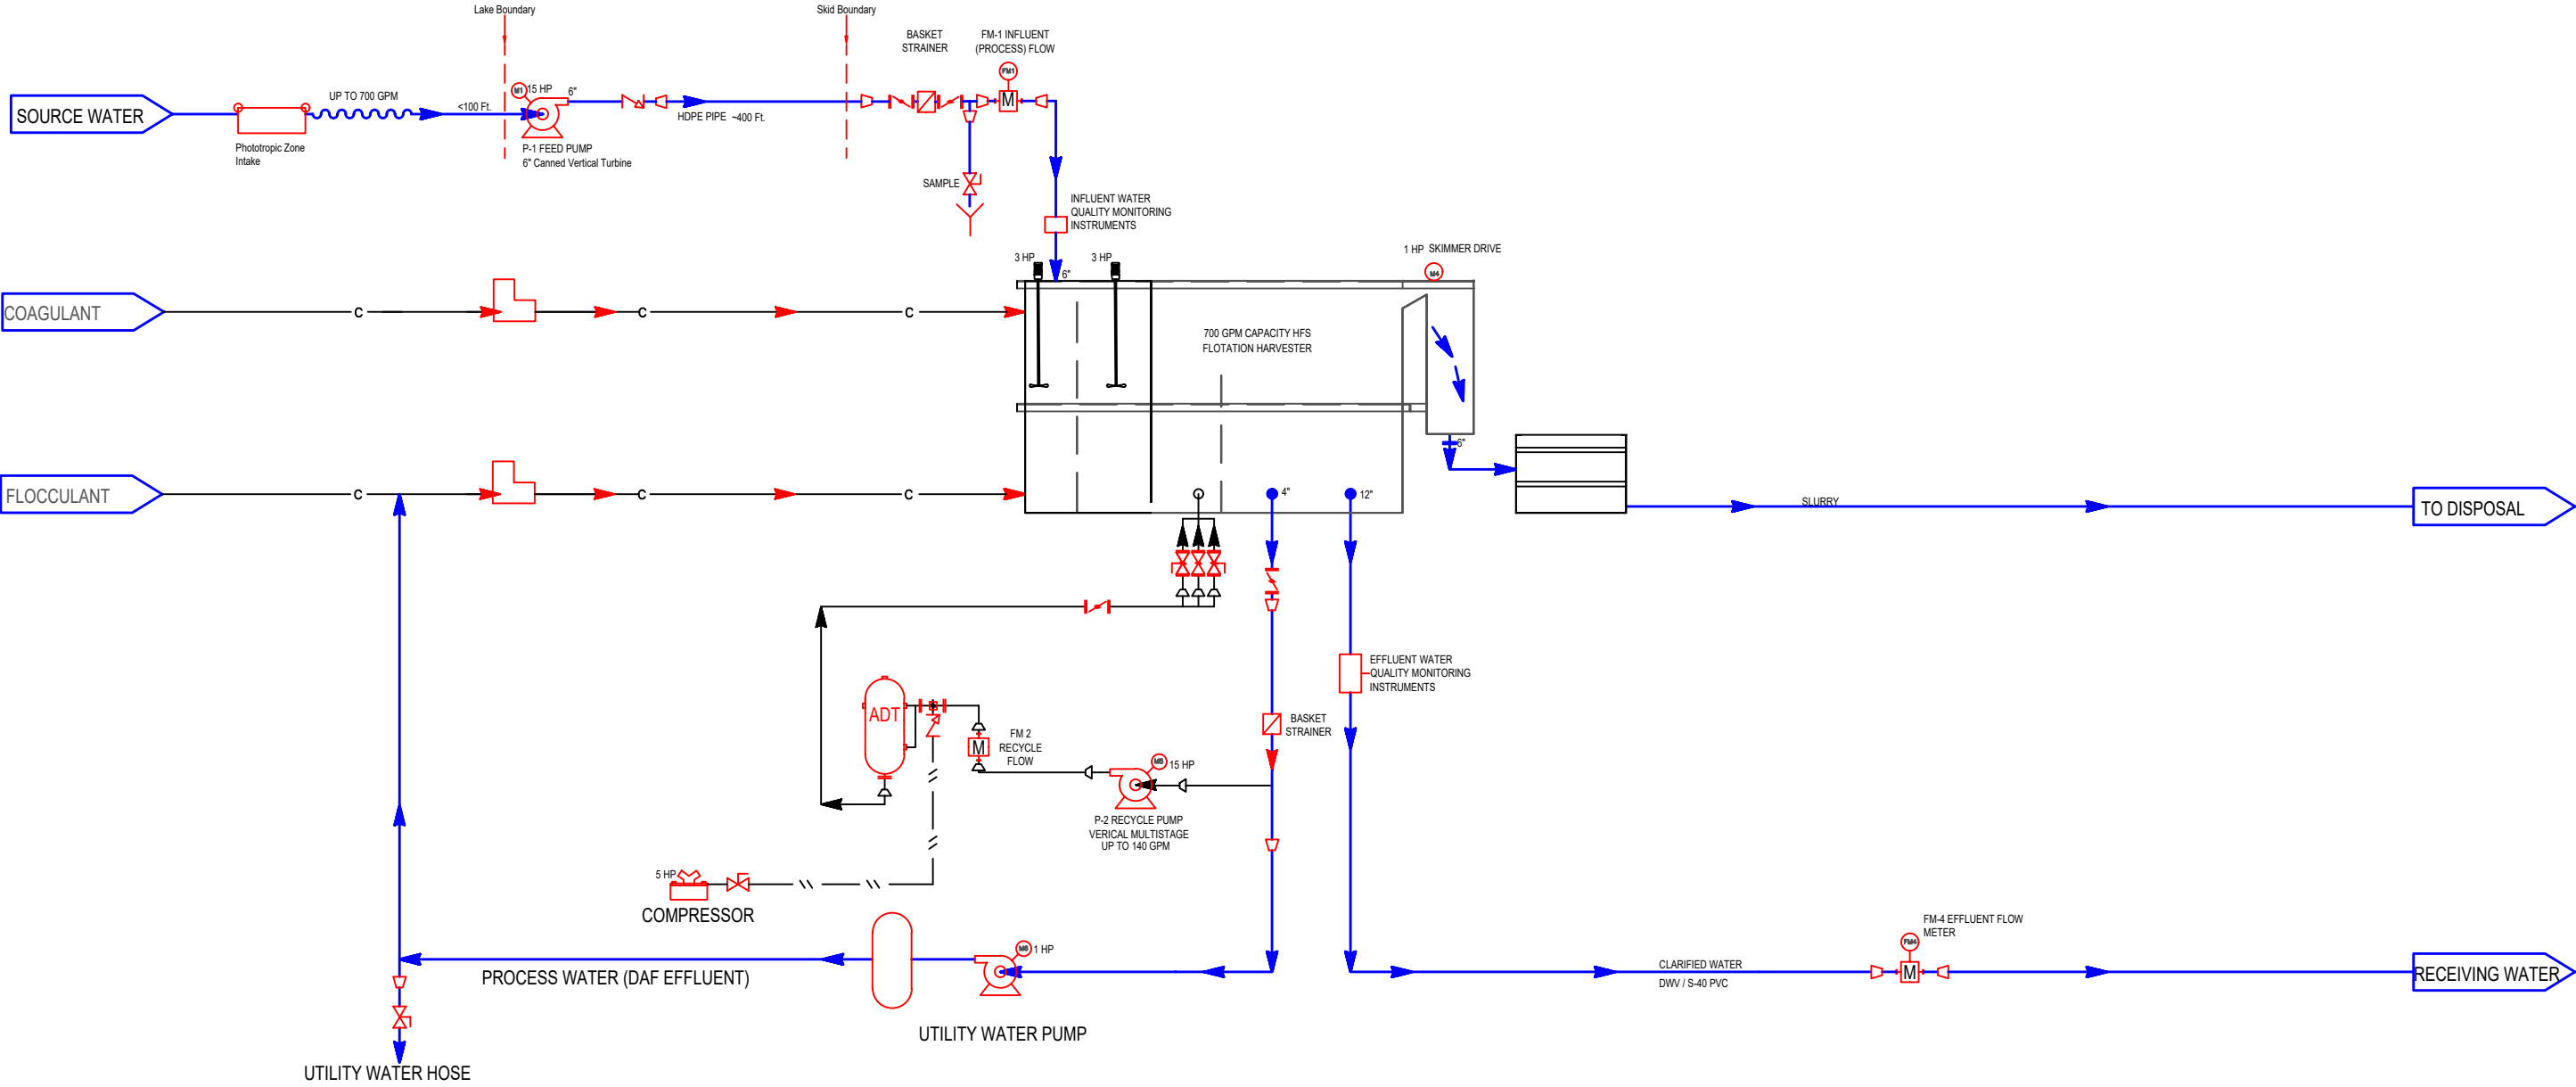 Lake Boundary
Skid Boundary
BASKET
STRAINER
FM-1 INFLUENT
(PROCESS) FLOW
FM1
M
SOURCE WATER
UP TO 700 GPM
<100 Ft.
M1
15 HP
6"
HDPE PIPE ~400 Ft.
Phototropic Zone
Intake
P-1 FEED PUMP
6" Canned Vertical Turbine
SAMPLE
INFLUENT WATER
QUALITY MONITORING
INSTRUMENTS
3 HP
3 HP
6"
1 HP SKIMMER DRIVE
M4
COAGULANT
C
C
C
700 GPM CAPACITY HFS
FLOTATION HARVESTER
6"
FLOCCULANT
C
C
C
4"
12"
SLURRY
TO DISPOSAL
EFFLUENT WATER
QUALITY MONITORING
INSTRUMENTS
ADT
BASKET
STRAINER
FM 2
RECYCLE
FLOW
M
M5
15 HP
P-2 RECYCLE PUMP
VERICAL MULTISTAGE
UP TO 140 GPM
5 HP
COMPRESSOR
M6
1 HP
PROCESS WATER (DAF EFFLUENT)
UTILITY WATER PUMP
UTILITY WATER HOSE
CLARIFIED WATER
DWV / S-40 PVC
FM-4 EFFLUENT FLOW
METER
FM4
M
RECEIVING WATER